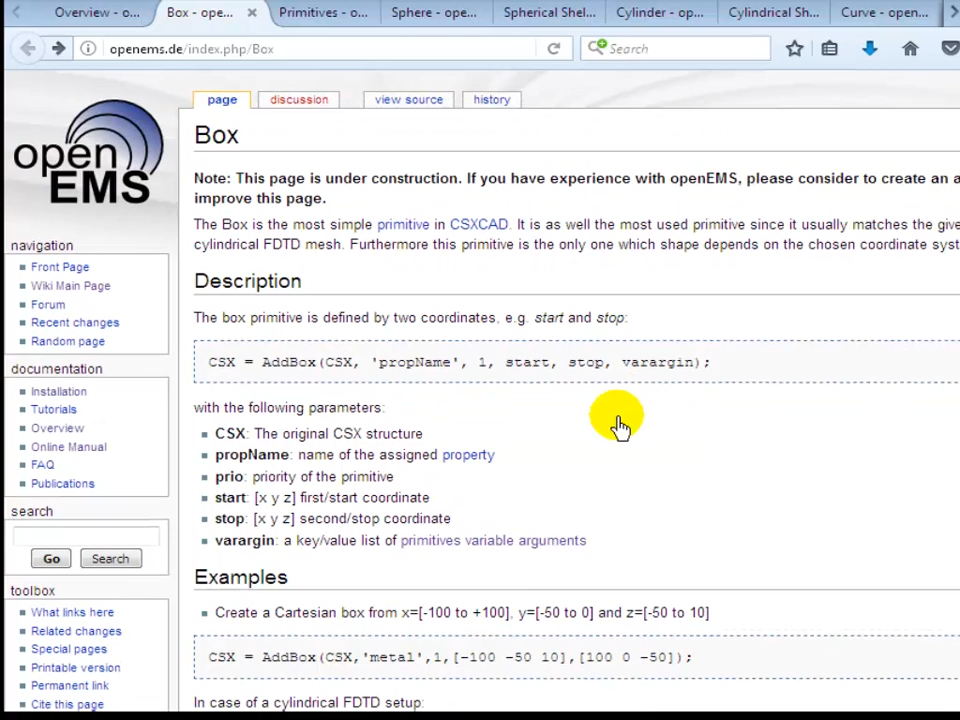 Overview - o...
Box - ope...
Primitives - o...
Sphere - ope...
Spherical Shel...
Cylinder - op...
Cylindrical Sh...
Curve - open...
openems.de/index.php/Box
Search
open
EMS
page
discussion
view source
history
Box
Note: This page is under construction. If you have experience with openEMS, please consider to create an a
improve this page.
The Box is the most simple primitive in CSXCAD. It is as well the most used primitive since it usually matches the give
cylindrical FDTD mesh. Furthermore this primitive is the only one which shape depends on the chosen coordinate syst
Description
The box primitive is defined by two coordinates, e.g. start and stop:
CSX = AddBox(CSX, 'propName', 1, start, stop, varargin);
with the following parameters:
CSX: The original CSX structure
propName: name of the assigned property
prio: priority of the primitive
start: [x y z] first/start coordinate
stop: [x y z] second/stop coordinate
varargin: a key/value list of primitives variable arguments
Examples
Create a Cartesian box from x=[-100 to +100], y=[-50 to 0] and z=[-50 to 10]
CSX = AddBox(CSX,'metal',1,[-100 -50 10],[100 0 -50]);
In case of a cylindrical FDTD setup:
navigation
Front Page
Wiki Main Page
Forum
Recent changes
Random page
documentation
Installation
Tutorials
Overview
Online Manual
FAQ
Publications
search
Go
Search
toolbox
What links here
Related changes
Special pages
Printable version
Permanent link
Cite this page